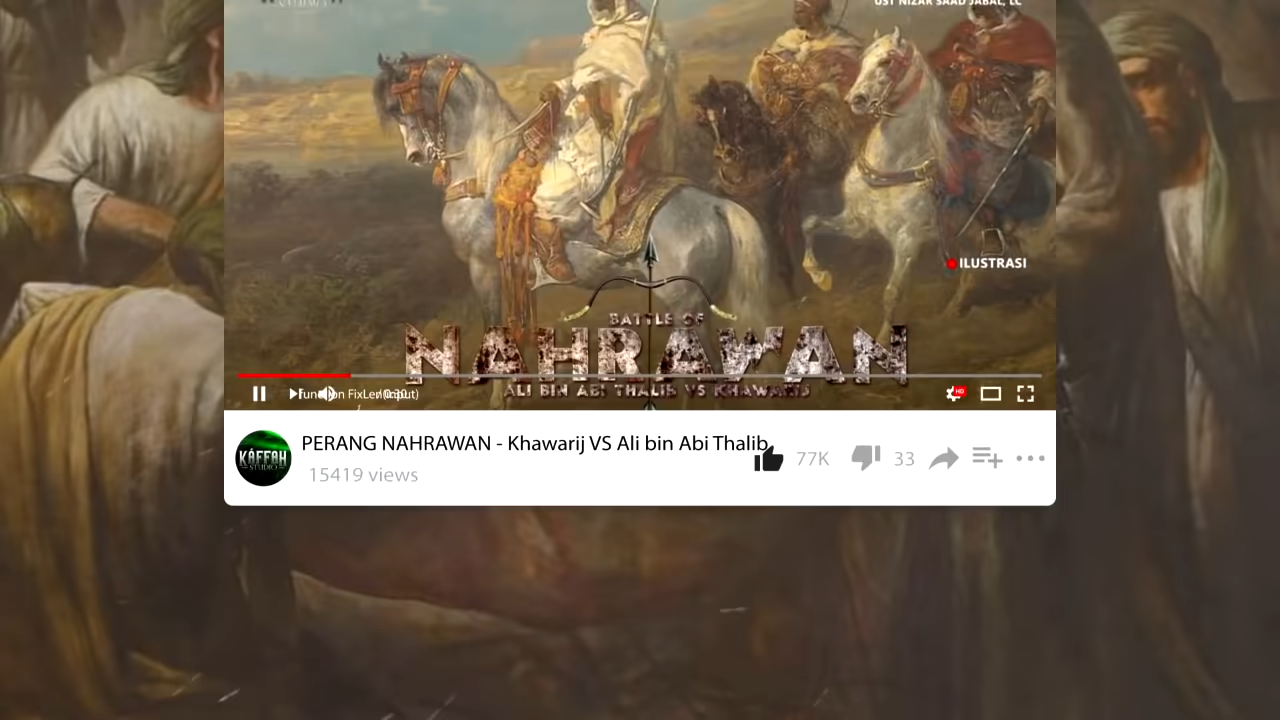 UST NIZAR SAAD JABAL, LC
ILUSTRASI
BATTLE OF
NAHRAWAN
ALI BIN ABI THALIB VS KHAWARIJ
HD
KAFFAH
STUDIO
PERANG NAHRAWAN - Khawarij VS Ali bin Abi Thalib
15419 views
77K
33